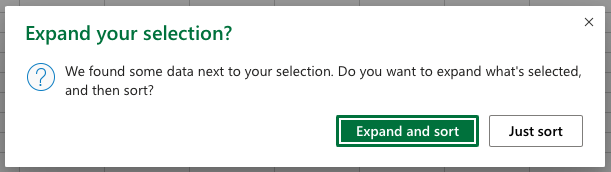 Expand your selection?
We found some data next to your selection. Do you want to expand what's selected,
and then sort?
Expand and sort
Just sort